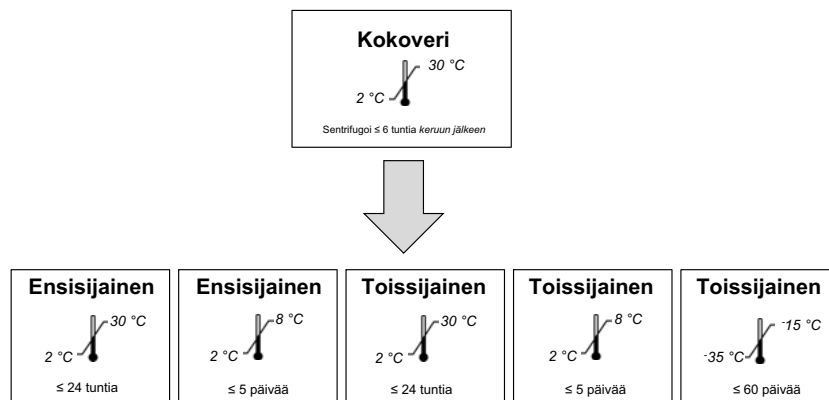 Kokoveri
30 °C
2 °C
Sentrifugoi ≤ 6 tuntia keruun jälkeen
Ensisijainen
30 °C
2 °C
≤ 24 tuntia
Ensisijainen
8 °C
2 °C
≤ 5 päivää
Toissijainen
30 °C
2 °C
≤ 24 tuntia
Toissijainen
8 °C
2 °C
≤ 5 päivää
Toissijainen
-15 °C
-35 °C
≤ 60 päivää